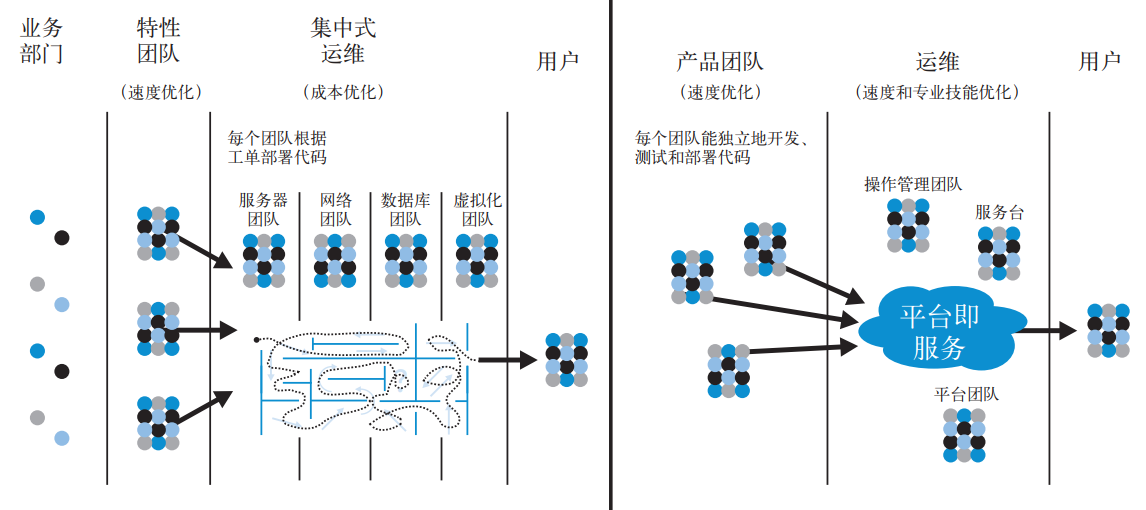 业务
部门
特性
团队
（速度优化）
集中式
运维
（成本优化）
用户
每个团队根据
工单部署代码
服务器
团队
网络
团队
数据库
团队
虚拟化
团队
产品团队
（速度优化）
运维
（速度和专业技能优化）
用户
每个团队能独立地开发、
测试和部署代码
操作管理团队
服务台
平台即
服务
平台团队